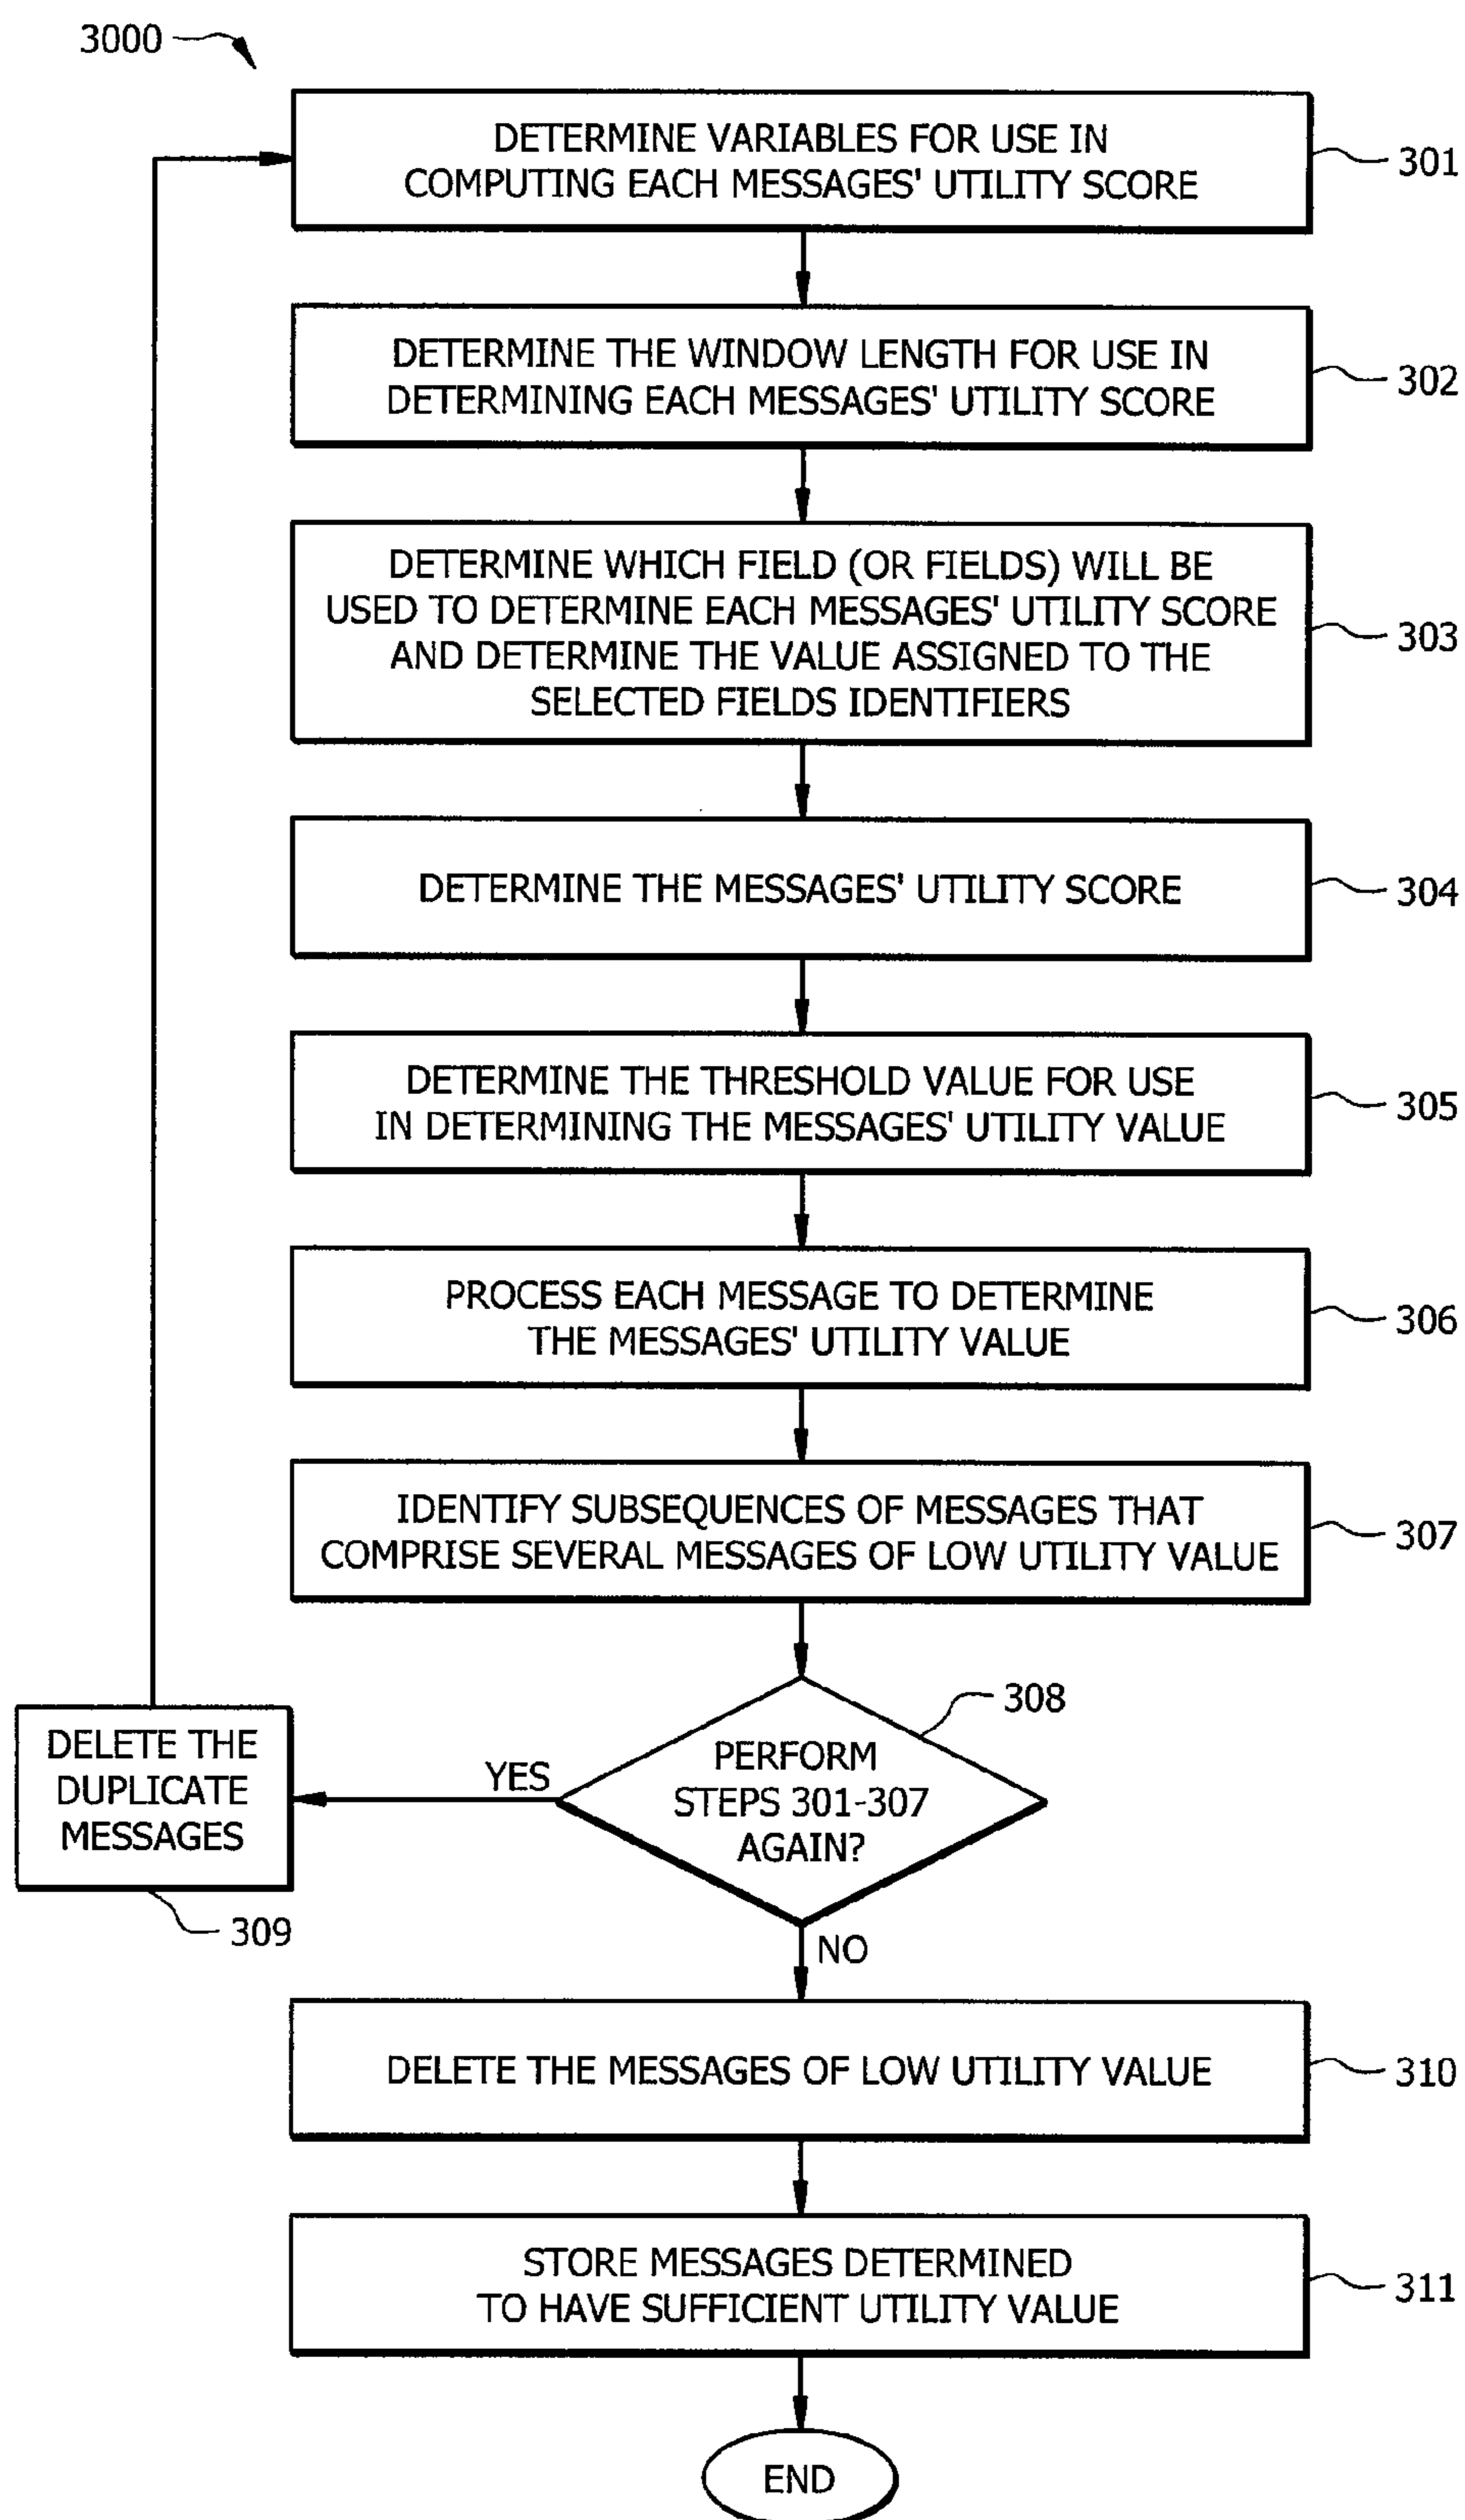 3000
DETERMINE VARIABLES FOR USE IN
COMPUTING EACH MESSAGES' UTILITY SCORE
301
DETERMINE THE WINDOW LENGTH FOR USE IN
DETERMINING EACH MESSAGES' UTILITY SCORE
302
DETERMINE WHICH FIELD (OR FIELDS) WILL BE
USED TO DETERMINE EACH MESSAGES' UTILITY SCORE
AND DETERMINE THE VALUE ASSIGNED TO THE
SELECTED FIELDS IDENTIFIERS
303
DETERMINE THE MESSAGES' UTILITY SCORE
304
DETERMINE THE THRESHOLD VALUE FOR USE
IN DETERMINING THE MESSAGES' UTILITY VALUE
305
PROCESS EACH MESSAGE TO DETERMINE
THE MESSAGES' UTILITY VALUE
306
IDENTIFY SUBSEQUENCES OF MESSAGES THAT
COMPRISE SEVERAL MESSAGES OF LOW UTILITY VALUE
307
308
PERFORM
STEPS 301-307
AGAIN?
YES
DELETE THE
DUPLICATE
MESSAGES
309
NO
DELETE THE MESSAGES OF LOW UTILITY VALUE
310
STORE MESSAGES DETERMINED
TO HAVE SUFFICIENT UTILITY VALUE
311
END